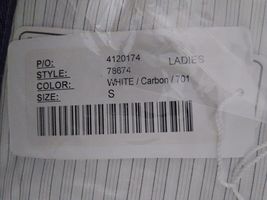 P/O: 4120174 LADIES
STYLE: 78674
COLOR: WHITE / Carbon / 701
SIZE: S